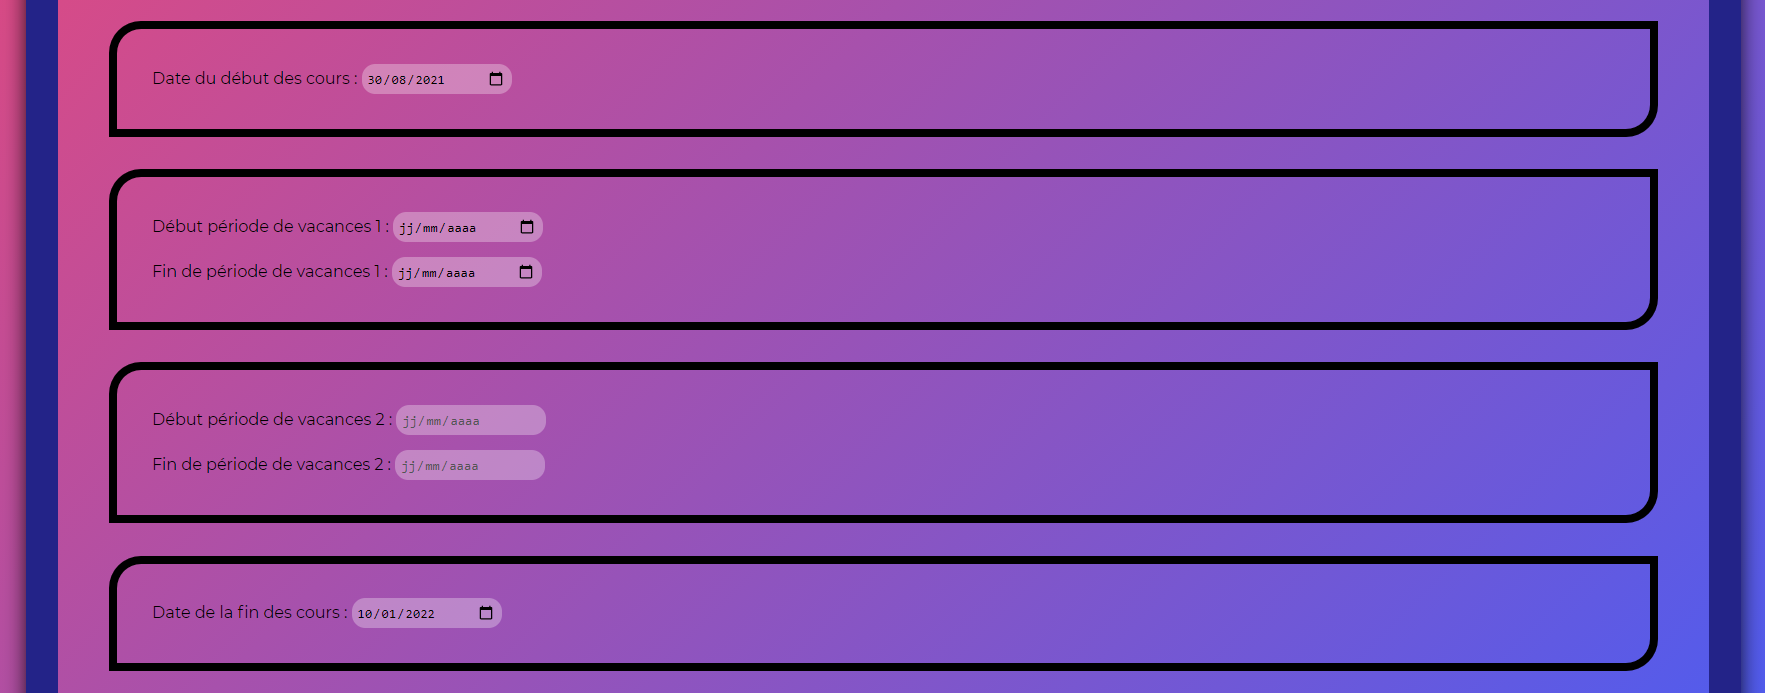 Date du début des cours : 30/08/2021
Début période de vacances 1 : jj/mm/aaaa
Fin de période de vacances 1 : jj/mm/aaaa
Début période de vacances 2 : jj/mm/aaaa
Fin de période de vacances 2 : jj/mm/aaaa
Date de la fin des cours : 10/01/2022